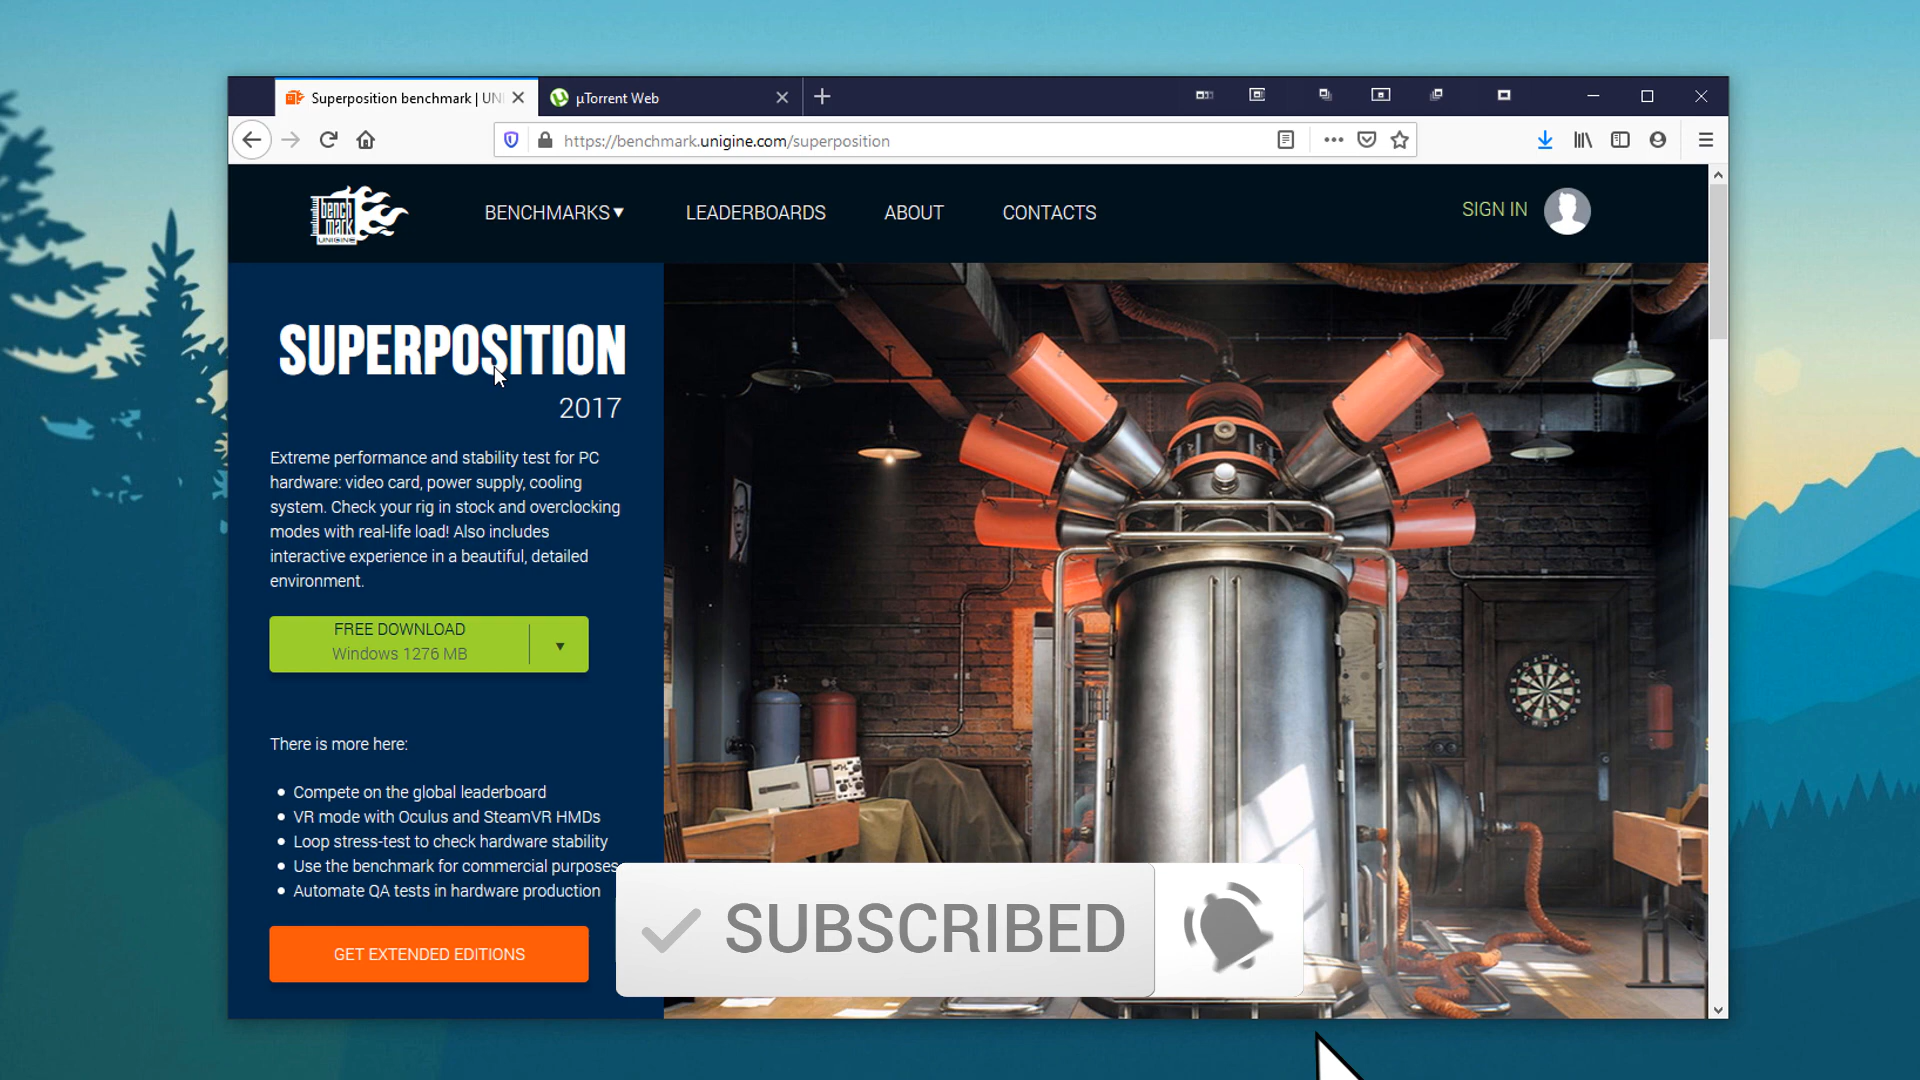 Superposition benchmark | UNI
µTorrent Web
https://benchmark.unigine.com/superposition
bench
mark
UNIGINE
BENCHMARKS▼
LEADERBOARDS
ABOUT
CONTACTS
SIGN IN
SUPERPOSITION
2017
Extreme performance and stability test for PC
hardware: video card, power supply, cooling
system. Check your rig in stock and overclocking
modes with real-life load! Also includes
interactive experience in a beautiful, detailed
environment.
FREE DOWNLOAD
Windows 1276 MB
There is more here:
• Compete on the global leaderboard
• VR mode with Oculus and SteamVR HMDs
• Loop stress-test to check hardware stability
• Use the benchmark for commercial purposes
• Automate QA tests in hardware production
GET EXTENDED EDITIONS
SUBSCRIBED